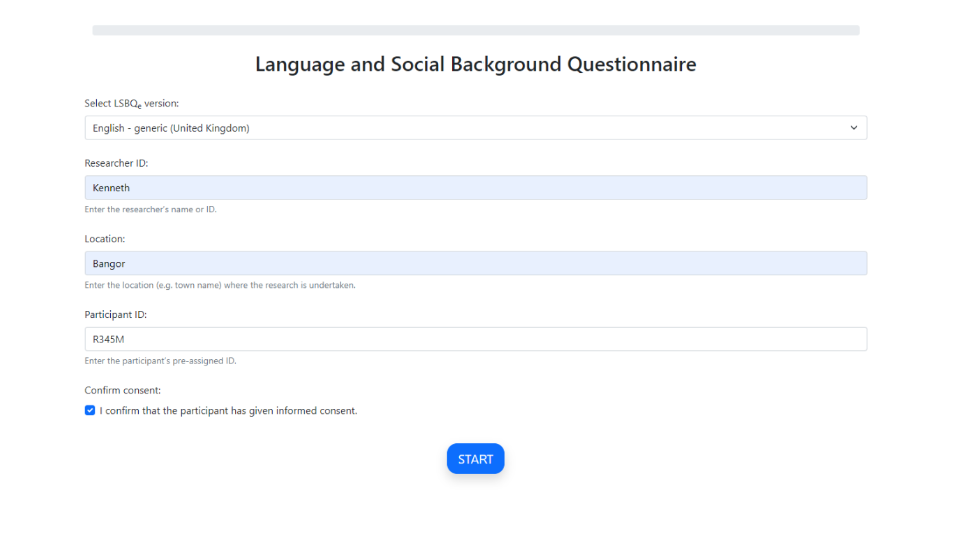 Language and Social Background Questionnaire
Select LSBQe version:
English - generic (United Kingdom)
Researcher ID:
Kenneth
Enter the researcher's name or ID.
Location:
Bangor
Enter the location (e.g. town name) where the research is undertaken.
Participant ID:
R345M
Enter the participant's pre-assigned ID.
Confirm consent:
I confirm that the participant has given informed consent.
START